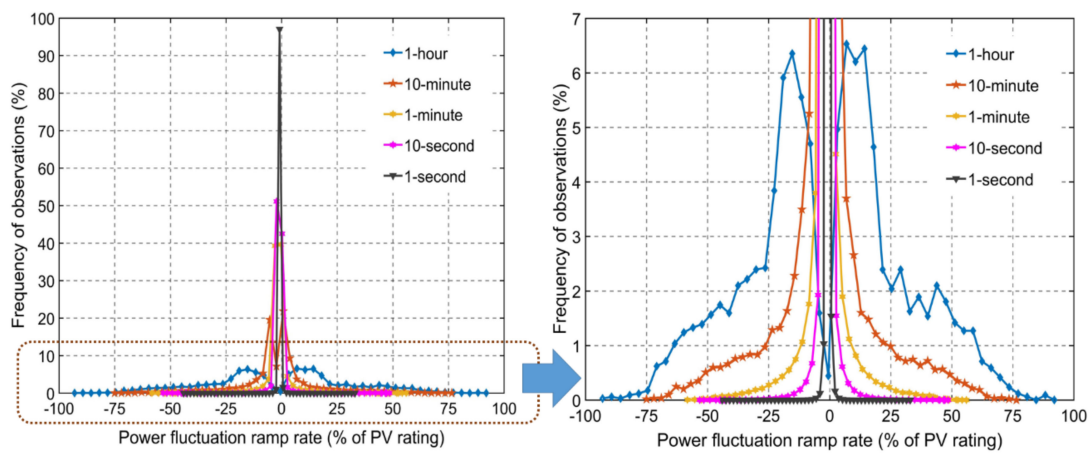 100
90
80
70
60
50
40
30
20
10
0
Frequency of observations (%)
1-hour
10-minute
1-minute
10-second
1-second
-100
-75
-50
-25
0
25
50
75
100
Power fluctuation ramp rate (% of PV rating)
7
6
5
4
3
2
1
0
Frequency of observations (%)
1-hour
10-minute
1-minute
10-second
1-second
-100
-75
-50
-25
0
25
50
75
100
Power fluctuation ramp rate (% of PV rating)